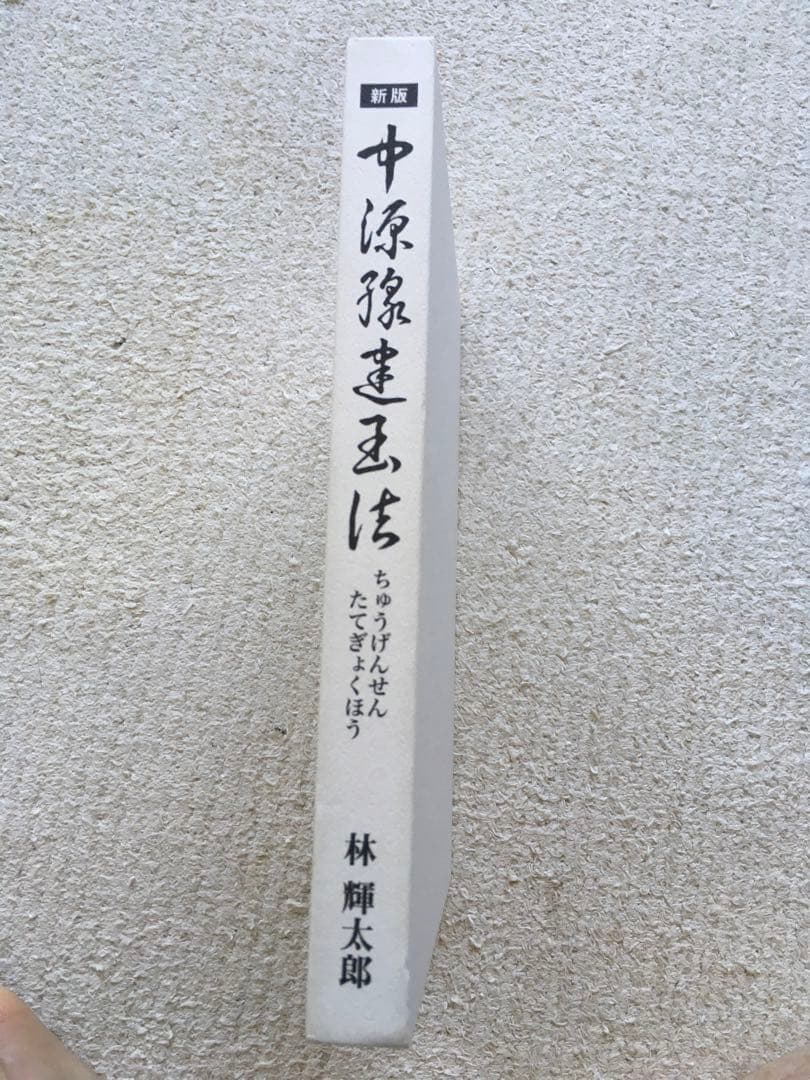 新版
中源線建玉法
ちゅうげんせん
たてぎょくほう
林 輝太郎